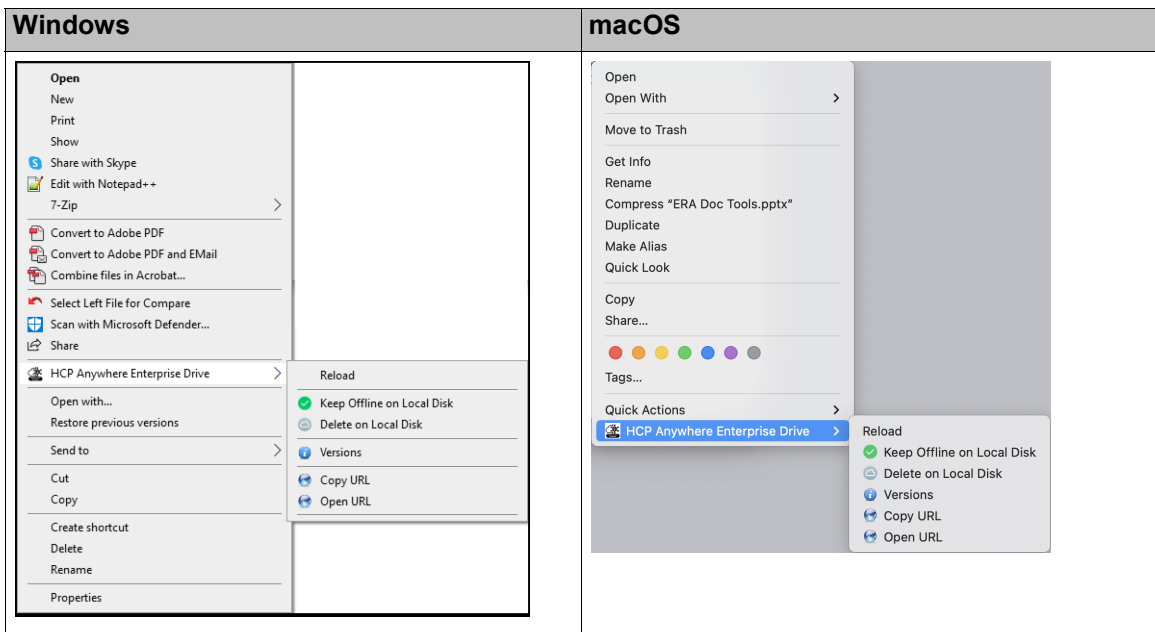 Windows
Open
New
Print
Show
Share with Skype
Edit with Notepad++
7-Zip
Convert to Adobe PDF
Convert to Adobe PDF and EMail
Combine files in Acrobat...
Select Left File for Compare
Scan with Microsoft Defender...
Share
HCP Anywhere Enterprise Drive
Open with...
Restore previous versions
Send to
Cut
Copy
Create shortcut
Delete
Rename
Properties
Reload
Keep Offline on Local Disk
Delete on Local Disk
Versions
Copy URL
Open URL
macOS
Open
Open With
Move to Trash
Get Info
Rename
Compress “ERA Doc Tools.pptx”
Duplicate
Make Alias
Quick Look
Copy
Share...
Tags...
Quick Actions
HCP Anywhere Enterprise Drive
Reload
Keep Offline on Local Disk
Delete on Local Disk
Versions
Copy URL
Open URL